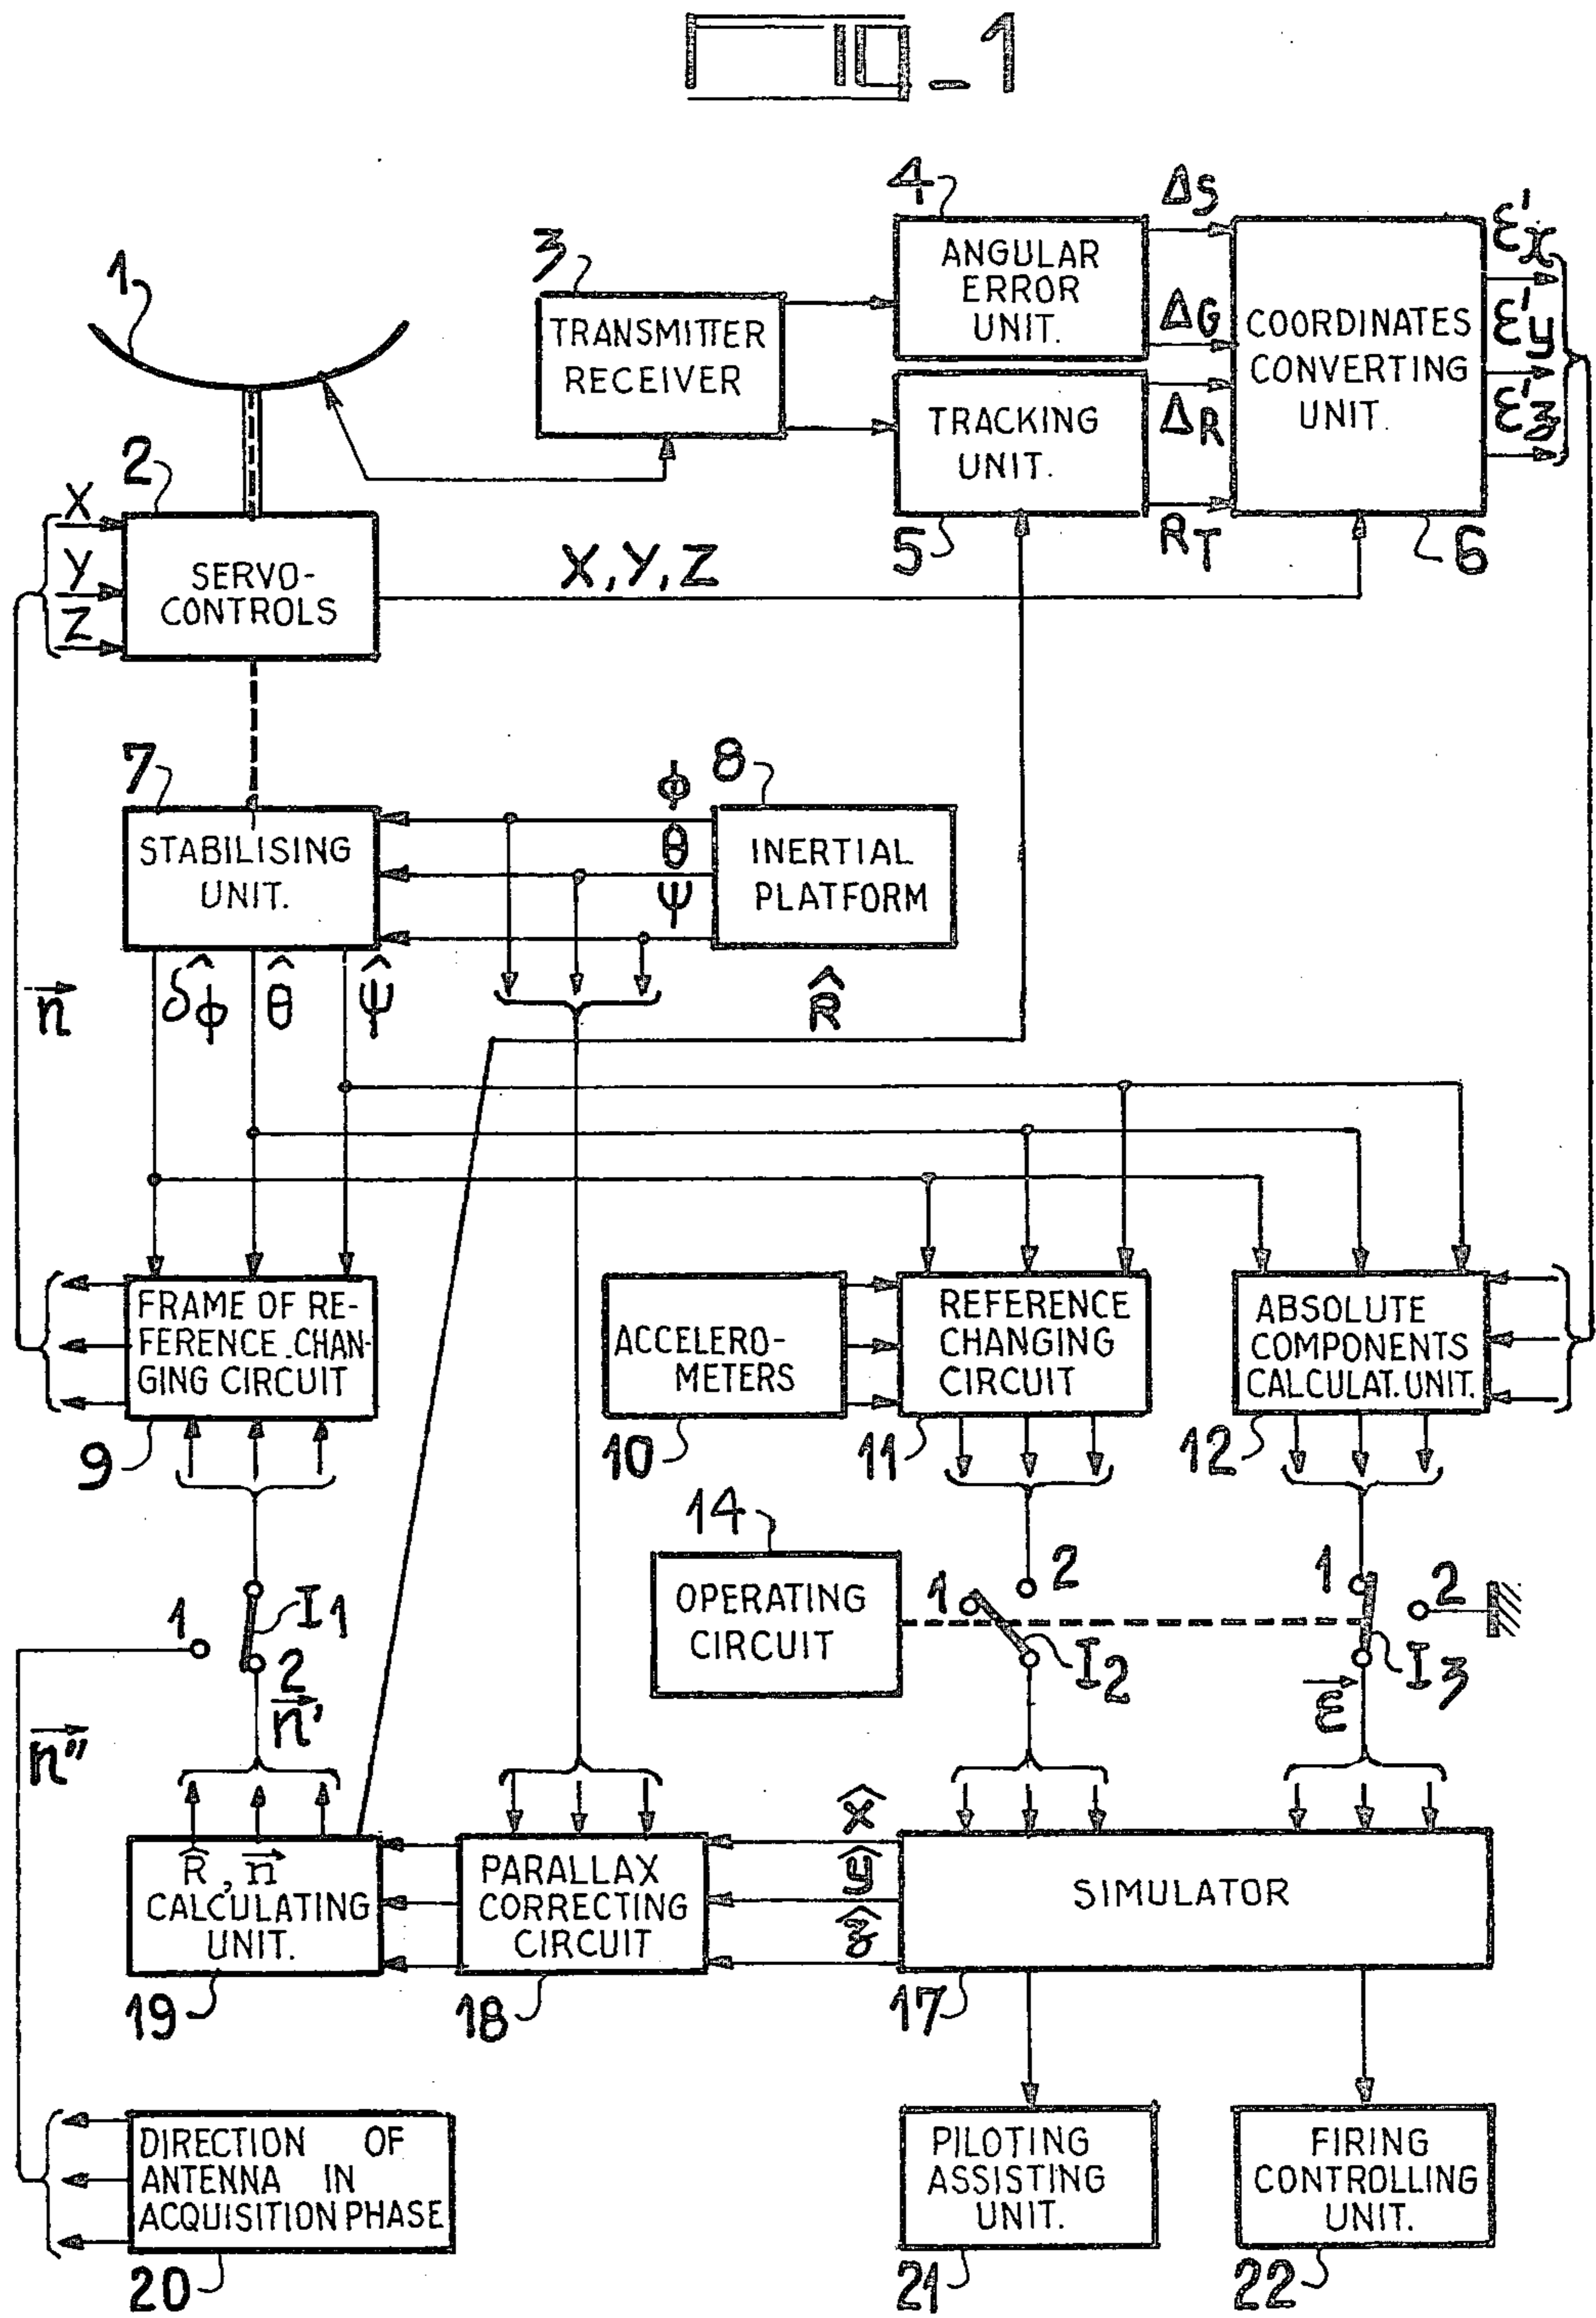 FIG_1
4
ΔS
ε'x
3
ANGULAR
ERROR
UNIT.
1
TRANSMITTER
RECEIVER
ΔG
COORDINATES
CONVERTING
UNIT.
ε'y
TRACKING
UNIT.
ΔR
ε'z
2
X
Y
Z
SERVO-
CONTROLS
X, Y, Z
5
RT
6
7
8
STABILISING
UNIT.
ϕ
θ
ψ
INERTIAL
PLATFORM
n⃗
δϕ̂
θ̂
ψ̂
R̂
FRAME OF RE-
FERENCE CHAN-
GING CIRCUIT
ACCELERO-
METERS
REFERENCE
CHANGING
CIRCUIT
ABSOLUTE
COMPONENTS
CALCULAT. UNIT.
9
10
11
12
14
OPERATING
CIRCUIT
1
2
1
2
1
I1
2
I2
I3
n⃗'
n⃗''
ε⃗
R̂, n⃗
CALCULATING
UNIT.
PARALLAX
CORRECTING
CIRCUIT
x̂
ŷ
ẑ
SIMULATOR
19
18
17
DIRECTION OF
ANTENNA IN
ACQUISITION PHASE
PILOTING
ASSISTING
UNIT.
FIRING
CONTROLLING
UNIT.
20
21
22